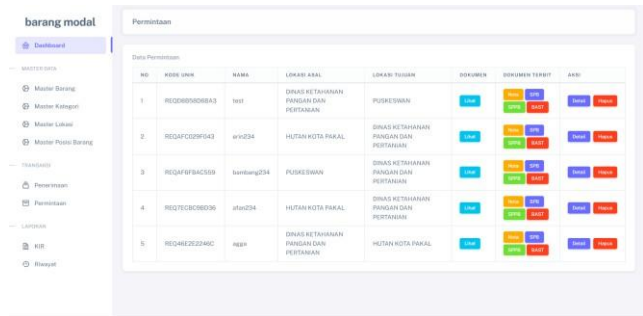 barang modal
Permintaan
Dashboard
MASTER DATA
Master Barang
Master Kategori
Master Lokasi
Master Posisi Barang
TRANSAKSI
Penerimaan
Permintaan
LAPORAN
KIR
Riwayat
Data Permintaan
NO KODE UNIK NAMA LOKASI ASAL LOKASI TUJUAN DOKUMEN DOKUMEN TERBIT AKSI
1 test DINAS KETAHANAN PANGAN DAN PERTANIAN PUSKESWAN Lihat Nota SPB SPPB BAST Detail Hapus
2 REQAFC029F043 erin234 HUTAN KOTA PAKAL DINAS KETAHANAN PANGAN DAN PERTANIAN Lihat Nota SPB SPPB BAST Detail Hapus
3 REQAF6F8AC559 bambang234 PUSKESWAN DINAS KETAHANAN PANGAN DAN PERTANIAN Lihat Nota SPB SPPB BAST Detail Hapus
4 REQ7ECBC9BD36 afan234 HUTAN KOTA PAKAL DINAS KETAHANAN PANGAN DAN PERTANIAN Lihat Nota SPB SPPB BAST Detail Hapus
5 REQ46E2E2246C agga DINAS KETAHANAN PANGAN DAN PERTANIAN HUTAN KOTA PAKAL Lihat Nota SPB SPPB BAST Detail Hapus